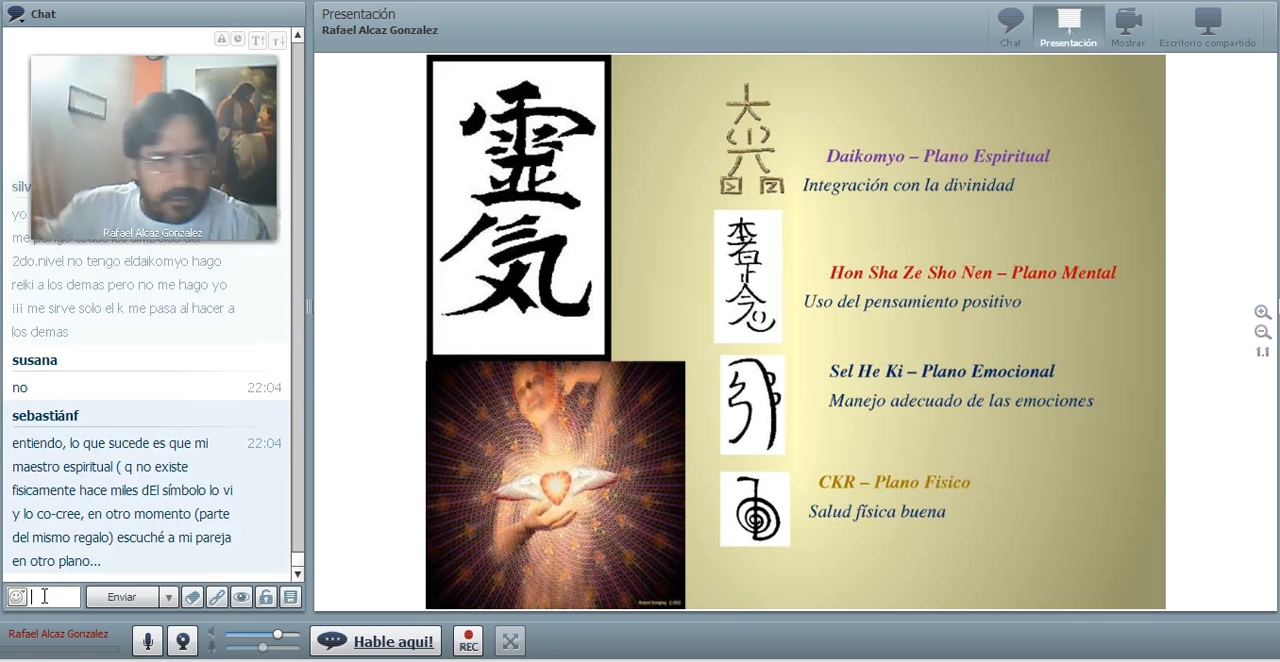 Chat
Rafael Alcaz Gonzalez
silv
yo
2do.nivel no tengo eldaikomyo hago
reiki a los demas pero no me hago yo
iii me sirve solo el k me pasa al hacer a
los demas
susana
no 22:04
sebastiánf
entiendo, lo que sucede es que mi 22:04
maestro espiritual ( q no existe
fisicamente hace miles dEl símbolo lo vi
y lo co-cree, en otro momento (parte
del mismo regalo) escuché a mi pareja
en otro plano...
Enviar
Presentación
Rafael Alcaz Gonzalez
Chat
Presentación
Mostrar
Escritorio compartido
靈
気
Daikomyo – Plano Espiritual
Integración con la divinidad
Hon Sha Ze Sho Nen – Plano Mental
Uso del pensamiento positivo
Sel He Ki – Plano Emocional
Manejo adecuado de las emociones
CKR – Plano Fisico
Salud física buena
1.1
Rafael Alcaz Gonzalez
Hable aqui!
REC